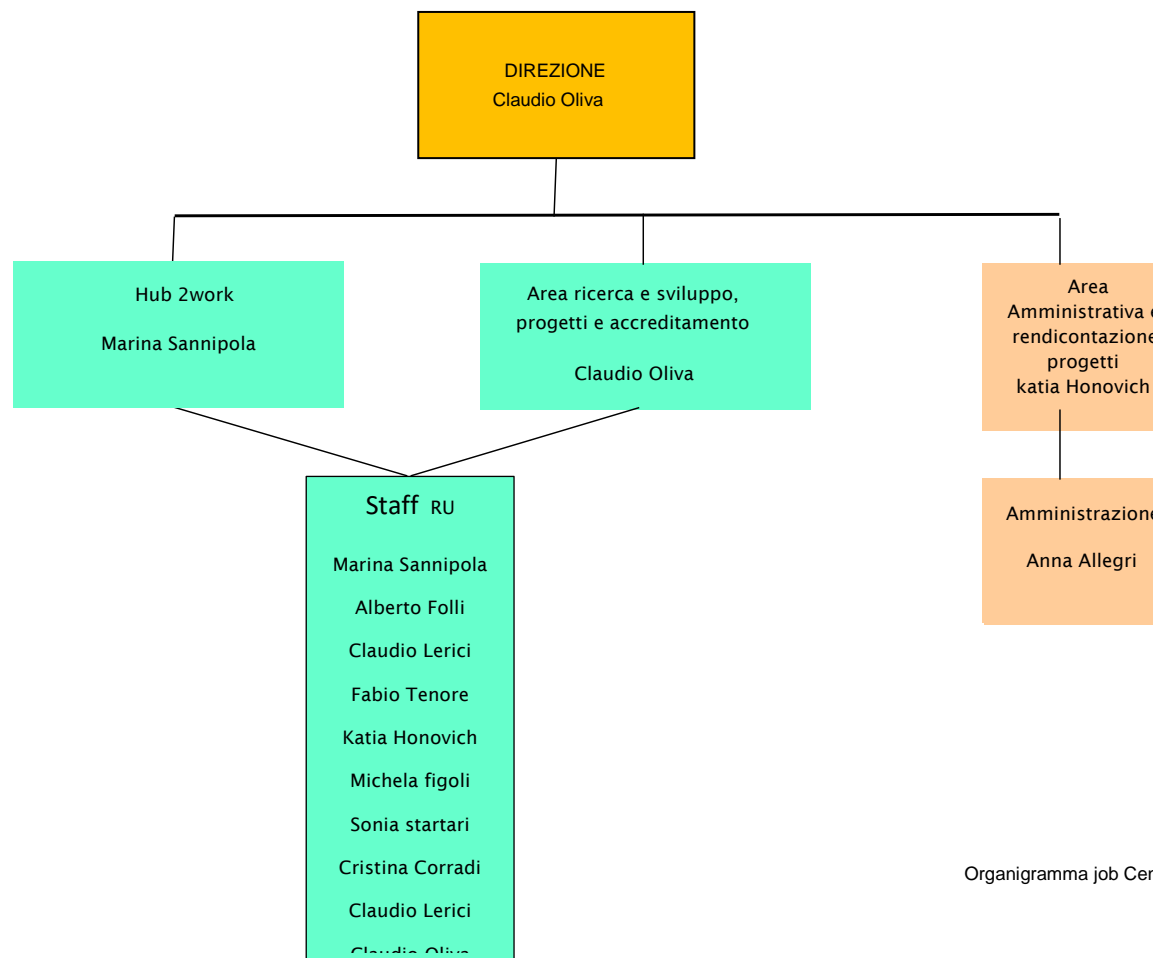 DIREZIONE
Claudio Oliva
Hub 2work
Marina Sannipola
Area ricerca e sviluppo,
progetti e accreditamento
Claudio Oliva
Area
Amministrativa
rendicontazione
progetti
katia Honovich
Amministrazione
Anna Allegri
Staff RU
Marina Sannipola
Alberto Folli
Claudio Lerici
Fabio Tenore
Katia Honovich
Michela figoli
Sonia startari
Cristina Corradi
Claudio Lerici
Claudio Oliva
Organigramma job